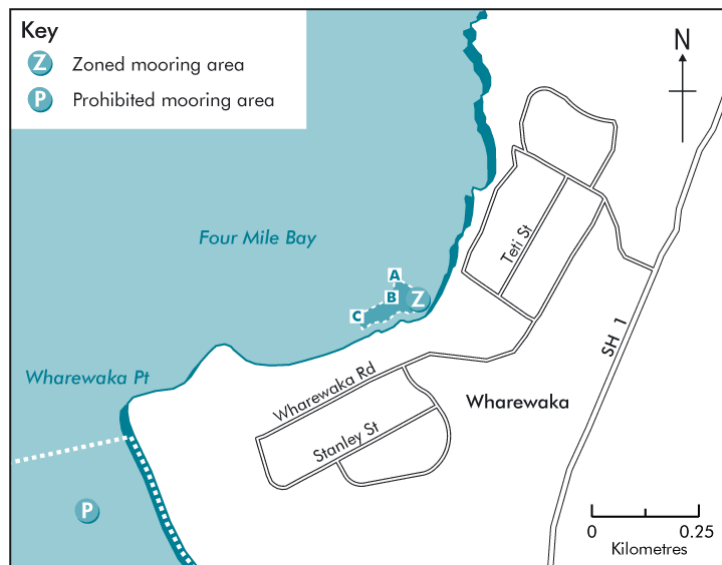 Key
Z Zoned mooring area
P Prohibited mooring area
N
Four Mile Bay
Teti St
A
B
Z
C
SH 1
Wharewaka Pt
Wharewaka Rd
Wharewaka
Stanley St
P
0 0.25
Kilometres